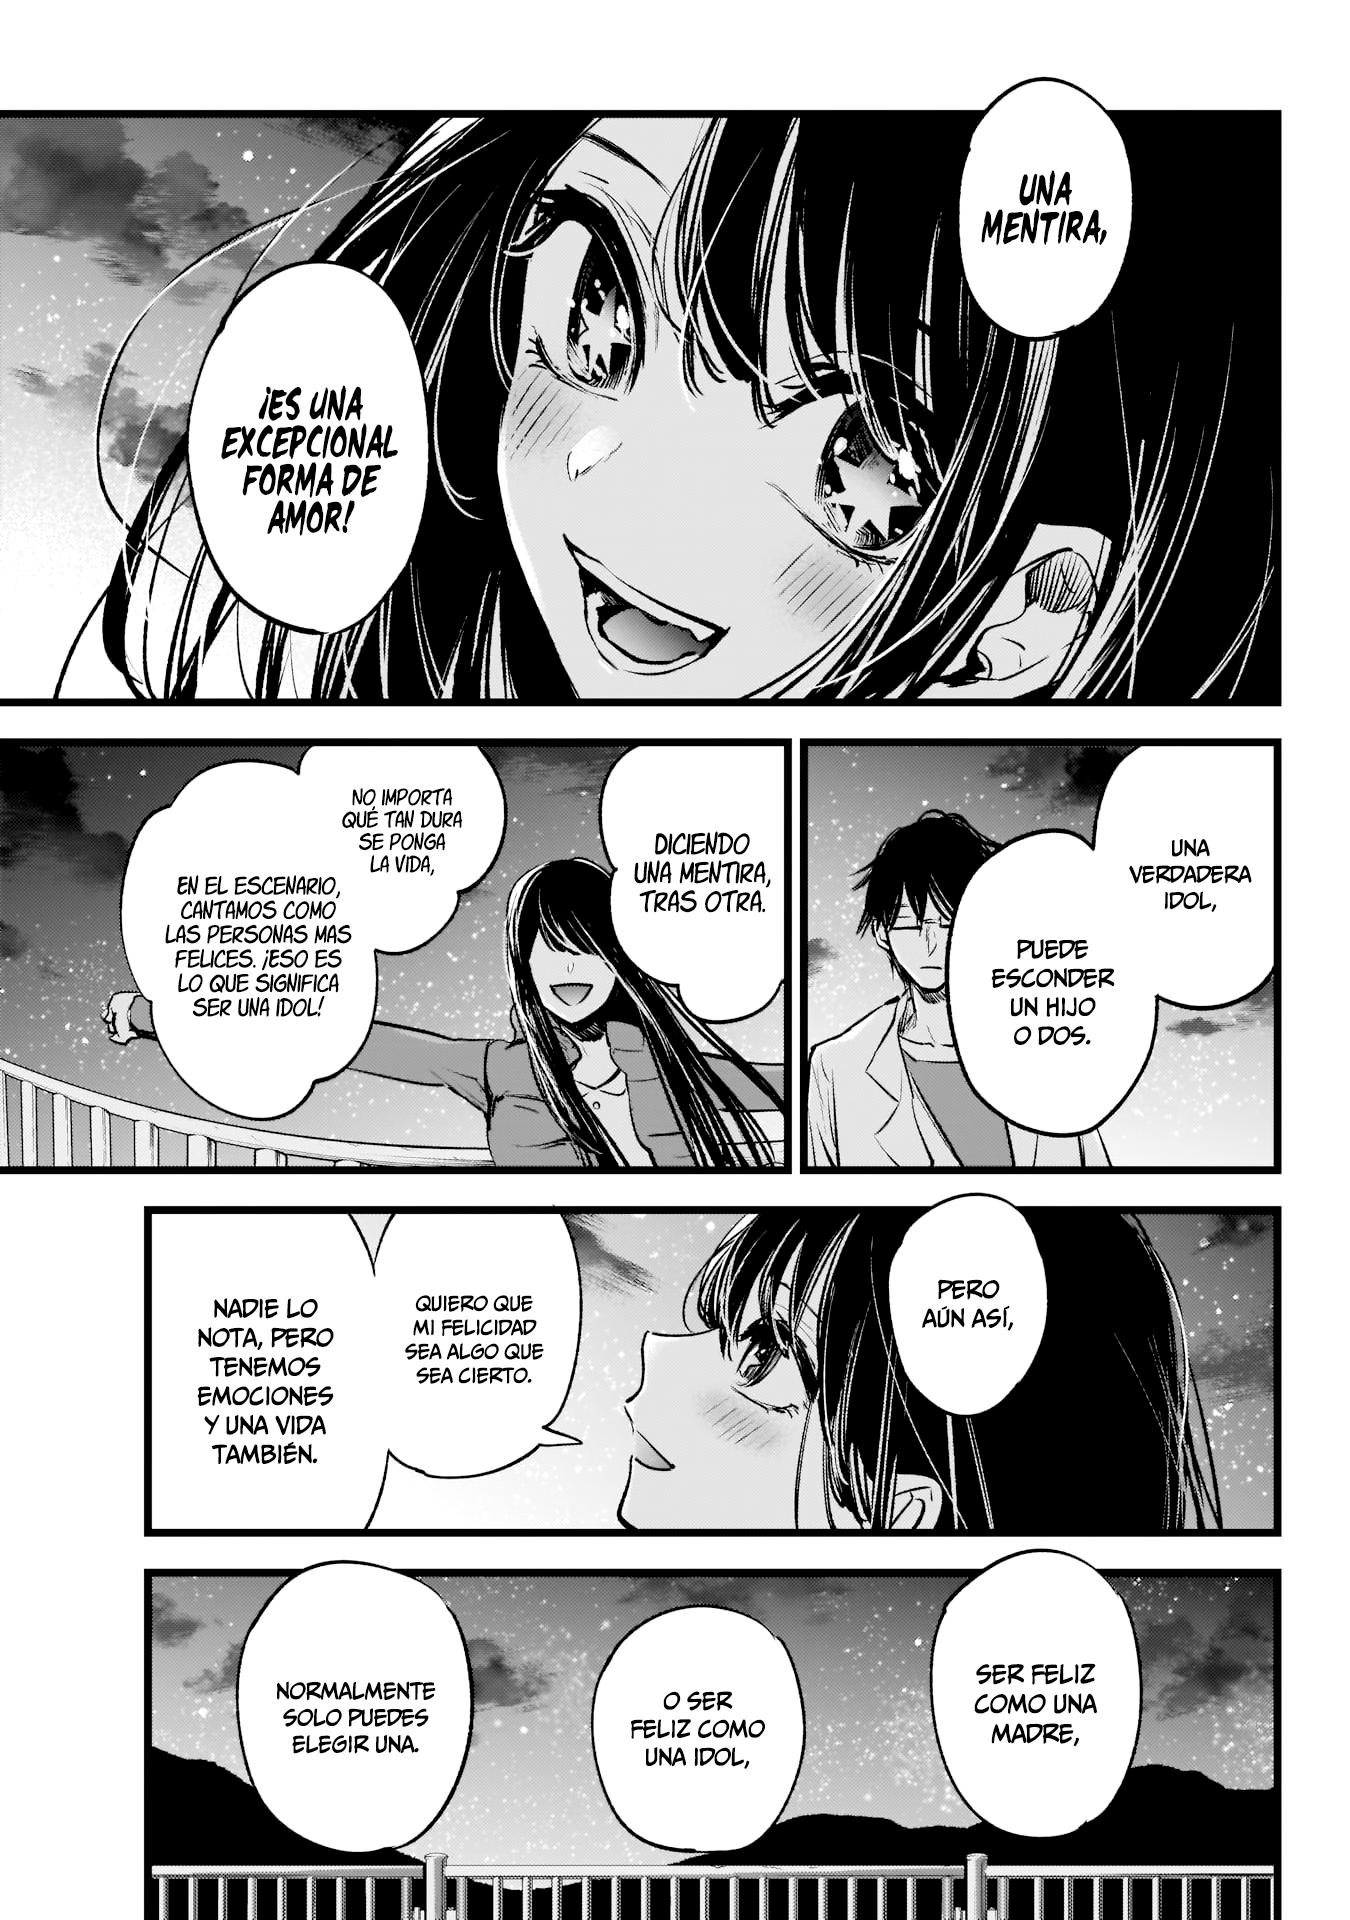 UNA
MENTIRA,
¡ES UNA
EXCEPCIONAL
FORMA DE
AMOR!
UNA
VERDADERA
IDOL,
PUEDE
ESCONDER
UN HIJO
O DOS.
DICIENDO
UNA MENTIRA,
TRAS OTRA.
NO IMPORTA
QUÉ TAN DURA
SE PONGA
LA VIDA,
EN EL ESCENARIO,
CANTAMOS COMO
LAS PERSONAS MAS
FELICES. ¡ESO ES
LO QUE SIGNIFICA
SER UNA IDOL!
PERO
AÚN ASÍ,
QUIERO QUE
MI FELICIDAD
SEA ALGO QUE
SEA CIERTO.
NADIE LO
NOTA, PERO
TENEMOS
EMOCIONES
Y UNA VIDA
TAMBIÉN.
SER FELIZ
COMO UNA
MADRE,
O SER
FELIZ COMO
UNA IDOL,
NORMALMENTE
SOLO PUEDES
ELEGIR UNA.